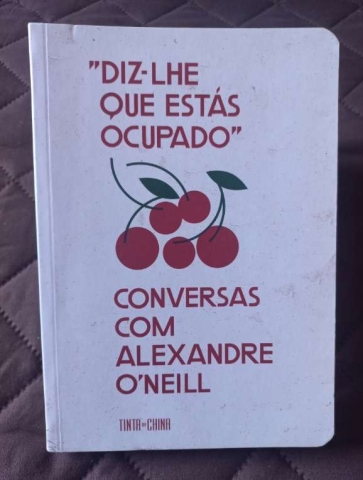 "DIZ-LHE
QUE ESTÁS
OCUPADO"
CONVERSAS
COM
ALEXANDRE
O'NEILL
TINTA DA CHINA